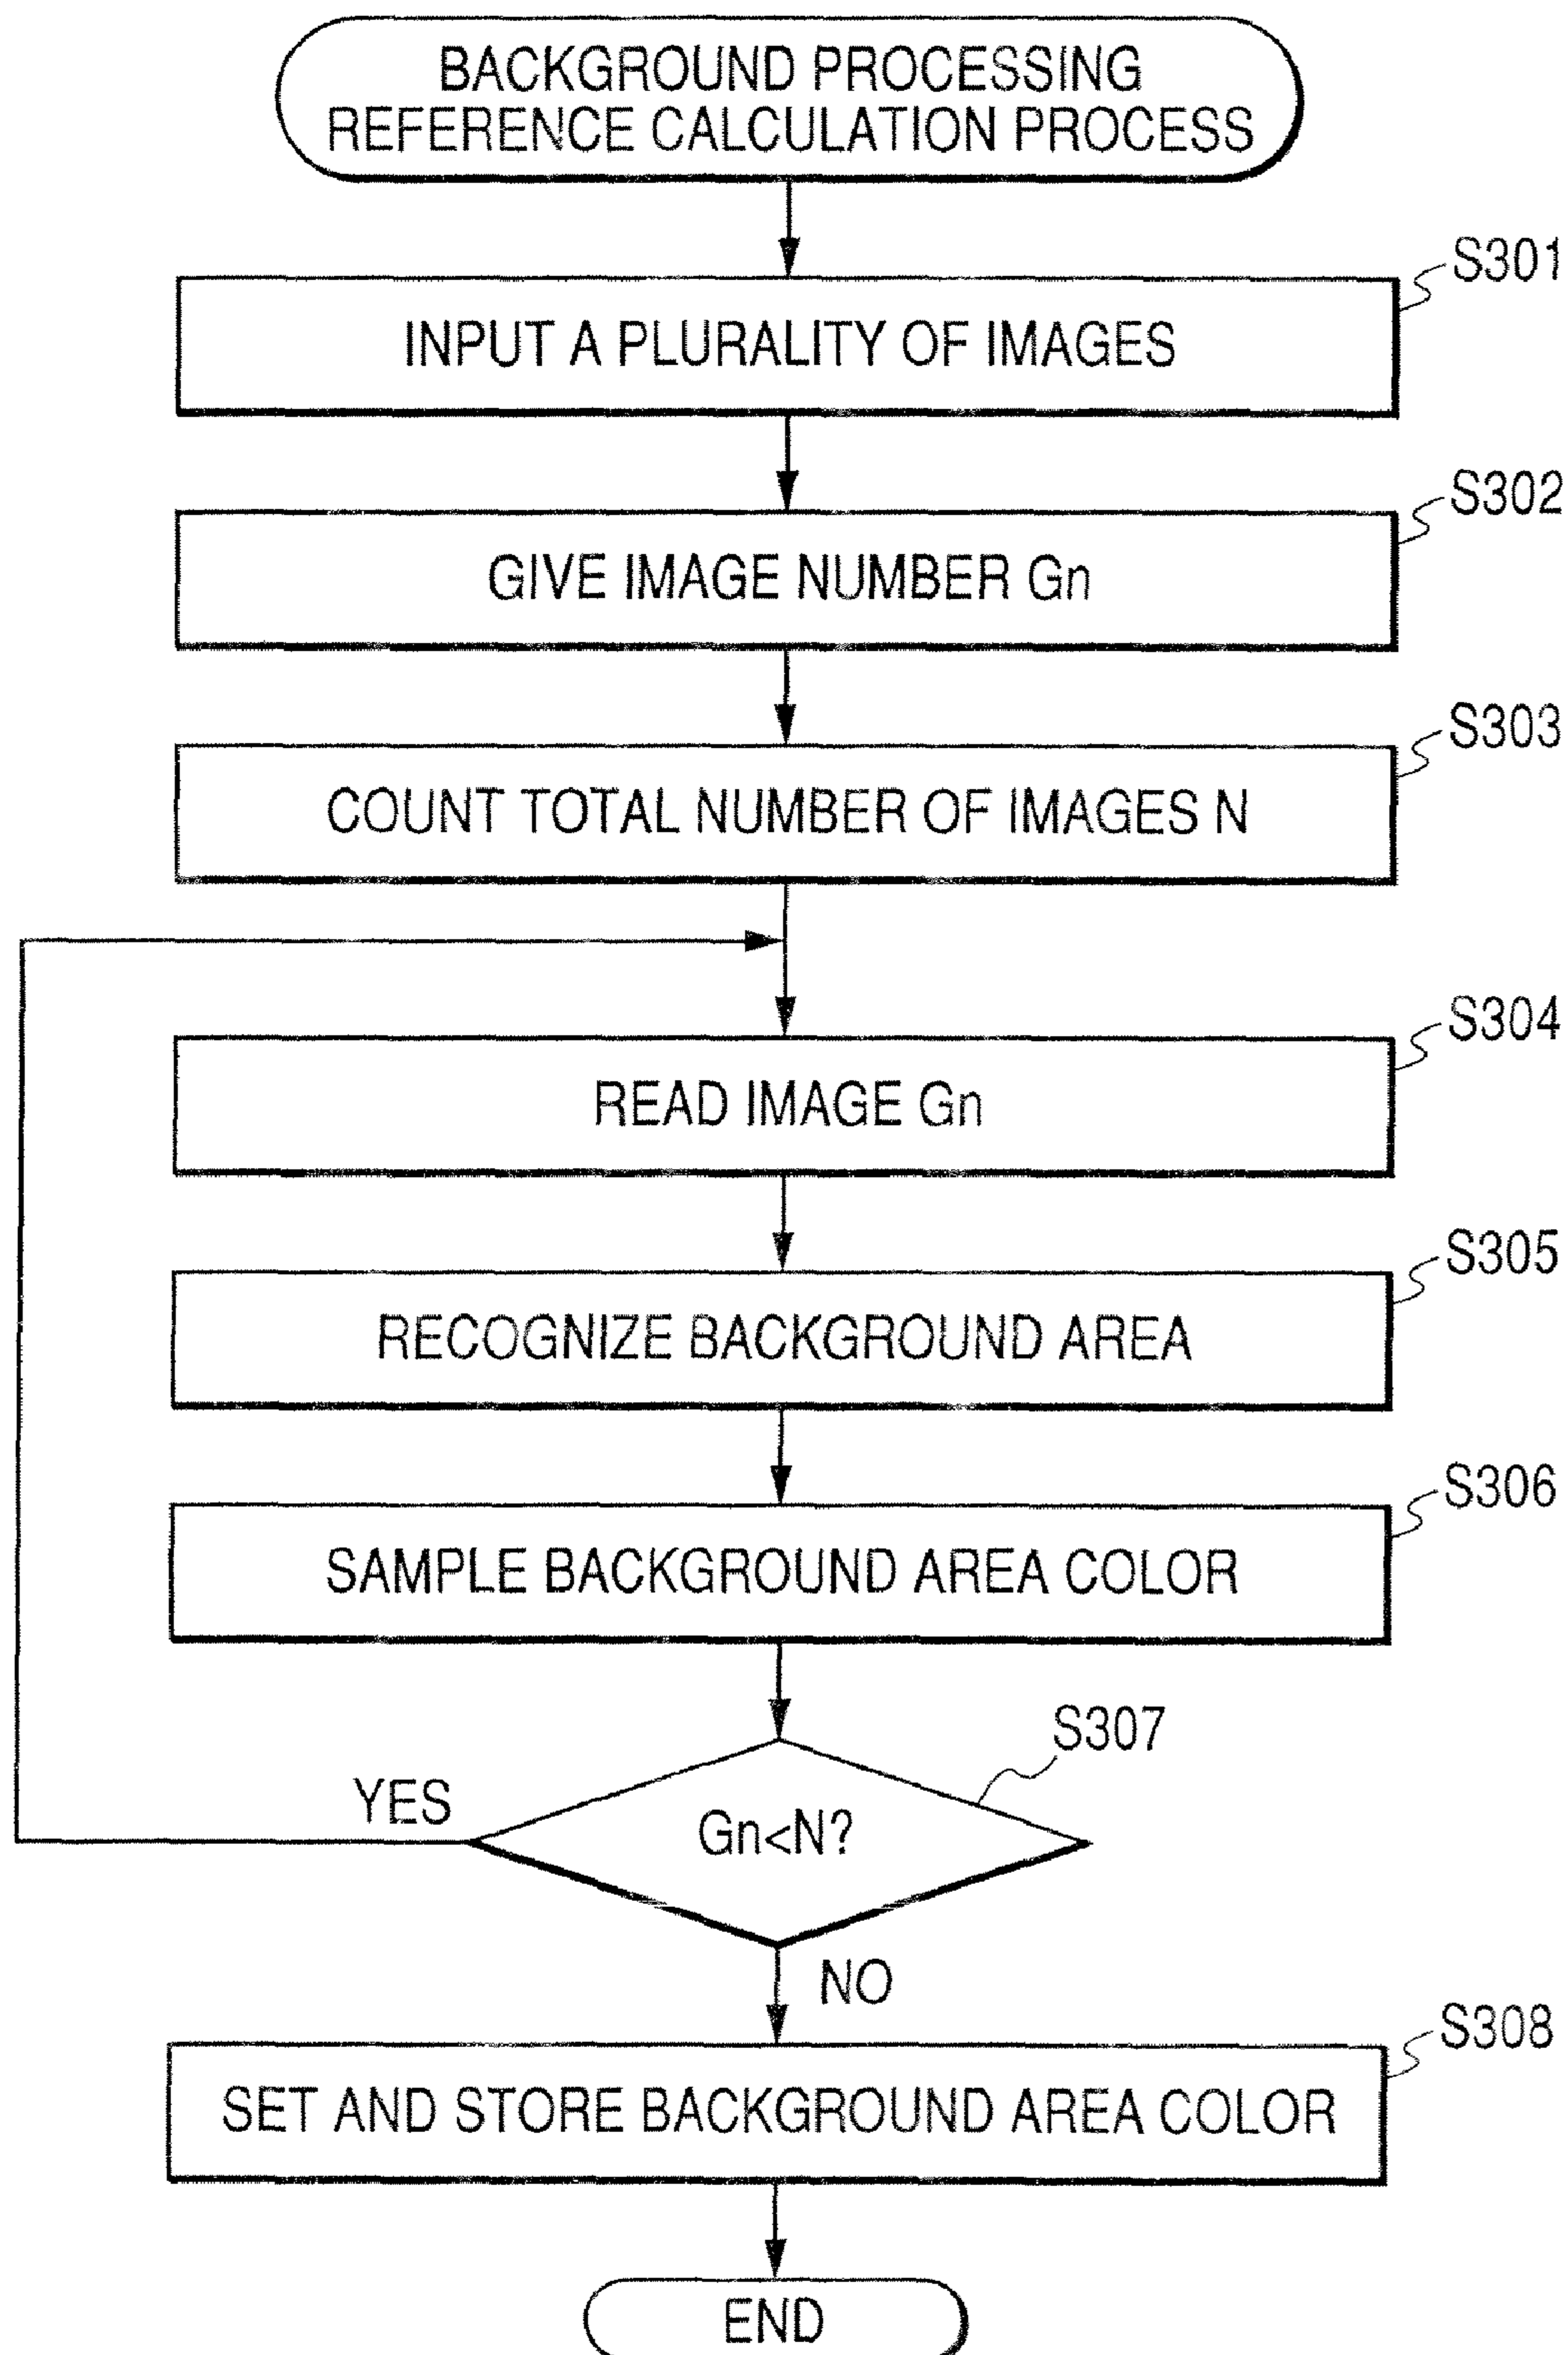 BACKGROUND PROCESSING
REFERENCE CALCULATION PROCESS
S301
INPUT A PLURALITY OF IMAGES
S302
GIVE IMAGE NUMBER Gn
S303
COUNT TOTAL NUMBER OF IMAGES N
S304
READ IMAGE Gn
S305
RECOGNIZE BACKGROUND AREA
S306
SAMPLE BACKGROUND AREA COLOR
S307
YES
Gn<N?
NO
S308
SET AND STORE BACKGROUND AREA COLOR
END